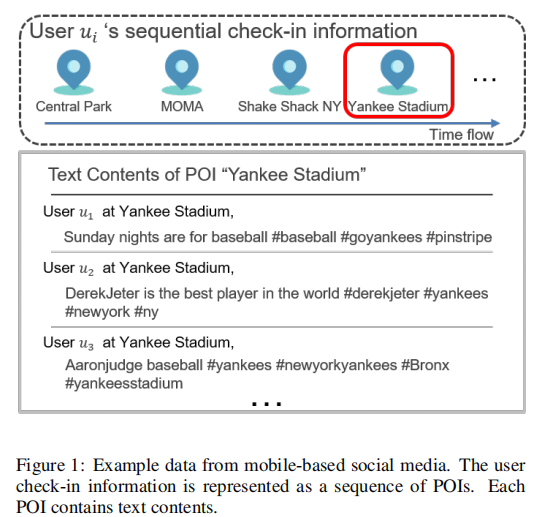 User u_i 's sequential check-in information
Central Park MOMA Shake Shack NY Yankee Stadium ...
Time flow
Text Contents of POI “Yankee Stadium”
User u_1 at Yankee Stadium,
Sunday nights are for baseball #baseball #goyankees #pinstripe
User u_2 at Yankee Stadium,
DerekJeter is the best player in the world #derekjeter #yankees
#newyork #ny
User u_3 at Yankee Stadium,
Aaronjudge baseball #yankees #newyorkyankees #Bronx
#yankeesstadium
...
Figure 1: Example data from mobile-based social media. The user
check-in information is represented as a sequence of POIs. Each
POI contains text contents.